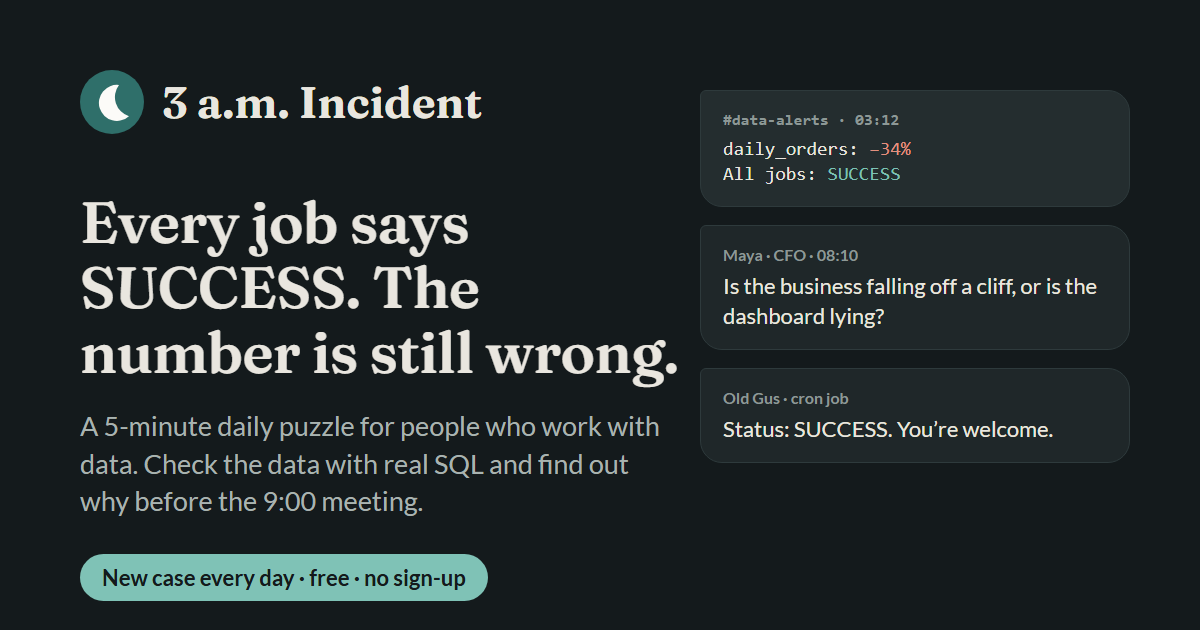 3 a.m. Incident
Every job says
SUCCESS. The
number is still wrong.
A 5-minute daily puzzle for people who work with
data. Check the data with real SQL and find out
why before the 9:00 meeting.
New case every day · free · no sign-up
#data-alerts · 03:12
daily_orders: −34%
All jobs: SUCCESS
Maya · CFO · 08:10
Is the business falling off a cliff, or is the
dashboard lying?
Old Gus · cron job
Status: SUCCESS. You’re welcome.